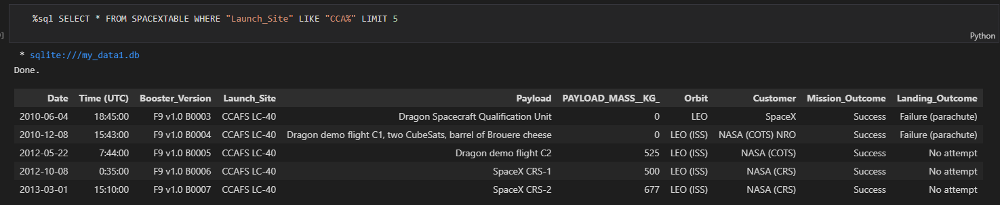 %sql SELECT * FROM SPACEXTABLE WHERE "Launch_Site" LIKE "CCA%" LIMIT 5
]
Python
* sqlite:///my_data1.db
Done.
Date Time (UTC) Booster_Version Launch_Site Payload PAYLOAD_MASS__KG_ Orbit Customer Mission_Outcome Landing_Outcome
2010-06-04 18:45:00 F9 v1.0 B0003 CCAFS LC-40 Dragon Spacecraft Qualification Unit 0 LEO SpaceX Success Failure (parachute)
2010-12-08 15:43:00 F9 v1.0 B0004 CCAFS LC-40 Dragon demo flight C1, two CubeSats, barrel of Brouere cheese 0 LEO (ISS) NASA (COTS) NRO Success Failure (parachute)
2012-05-22 7:44:00 F9 v1.0 B0005 CCAFS LC-40 Dragon demo flight C2 525 LEO (ISS) NASA (COTS) Success No attempt
2012-10-08 0:35:00 F9 v1.0 B0006 CCAFS LC-40 SpaceX CRS-1 500 LEO (ISS) NASA (CRS) Success No attempt
2013-03-01 15:10:00 F9 v1.0 B0007 CCAFS LC-40 SpaceX CRS-2 677 LEO (ISS) NASA (CRS) Success No attempt